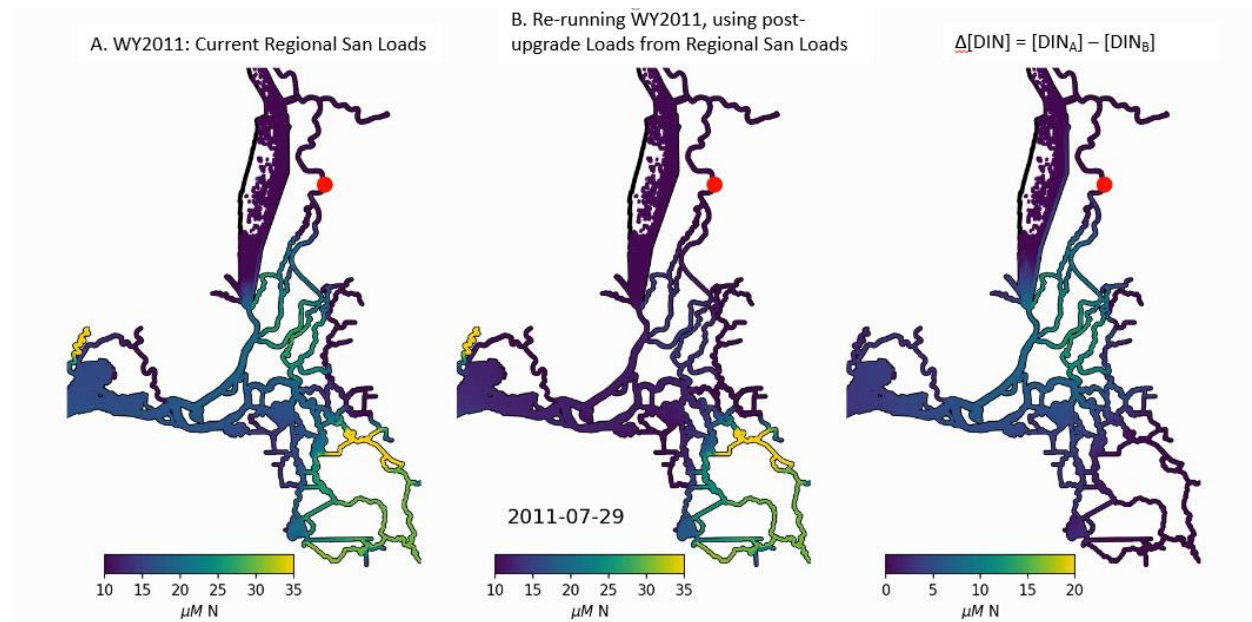 A. WY2011: Current Regional San Loads
B. Re-running WY2011, using post-
upgrade Loads from Regional San Loads
Δ[DIN] = [DINA] – [DINB]
2011-07-29
10 15 20 25 30 35
μM N
10 15 20 25 30 35
μM N
0 5 10 15 20
μM N